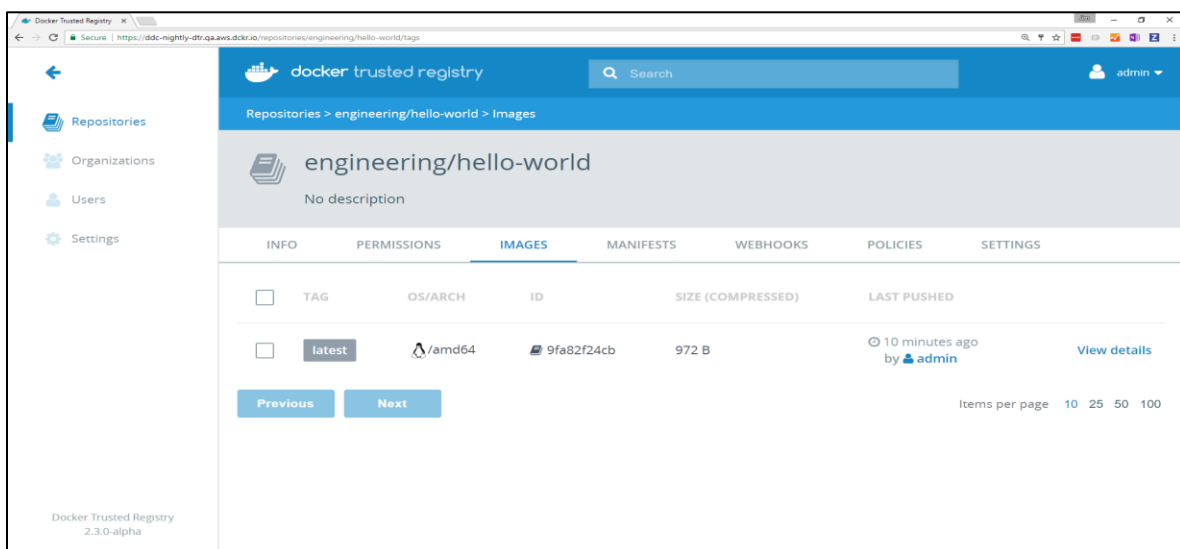 Docker Trusted Registry
Secure | https://ddc-nightly-dtr.qa.aws.dckr.io/repositories/engineering/hello-world/tags
docker trusted registry
Search
admin
Repositories
Organizations
Users
Settings
Repositories > engineering/hello-world > Images
engineering/hello-world
No description
INFO PERMISSIONS IMAGES MANIFESTS WEBHOOKS POLICIES SETTINGS
TAG OS/ARCH ID SIZE (COMPRESSED) LAST PUSHED
latest /amd64 9fa82f24cb 972 B 10 minutes ago
by admin
View details
Previous Next
Items per page 10 25 50 100
Docker Trusted Registry
2.3.0-alpha